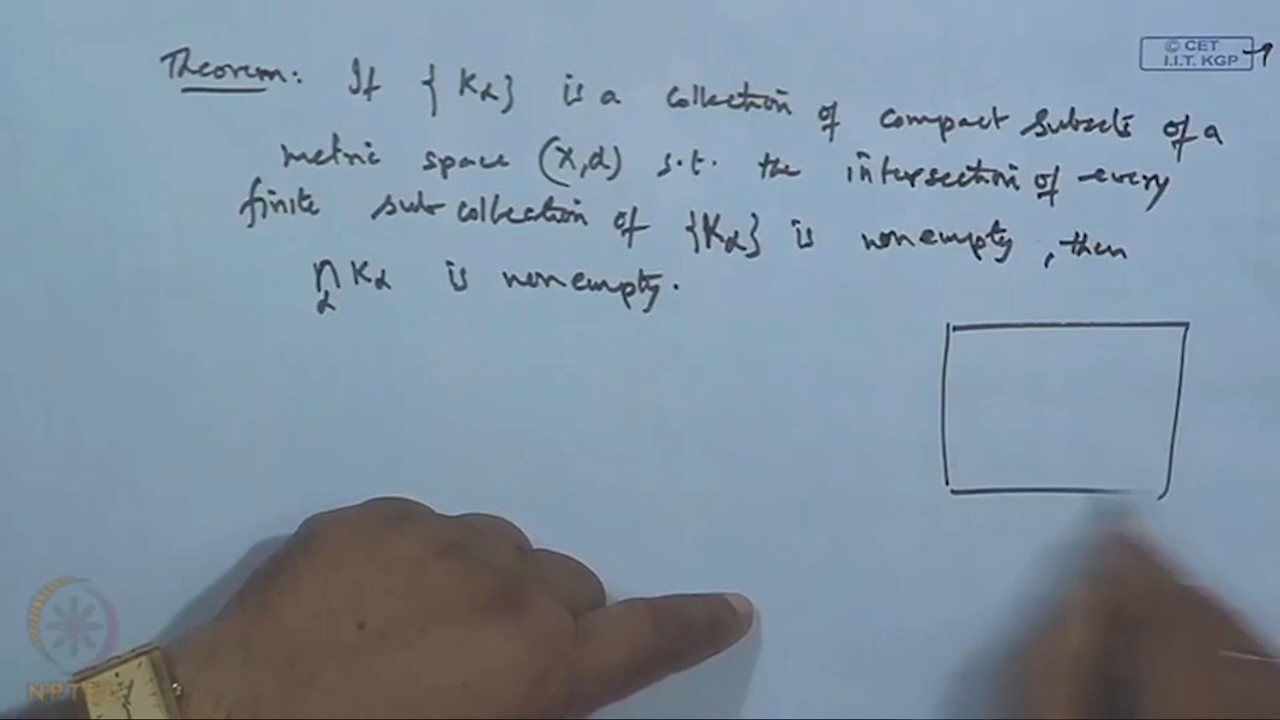 © CET
I.I.T. KGP
Theorem: If {Kα} is a collection of compact subsets of a
metric space (X,d) s.t. the intersection of every
finite sub collection of {Kα} is nonempty, then
∩ Kα is nonempty.
α
NPTEL